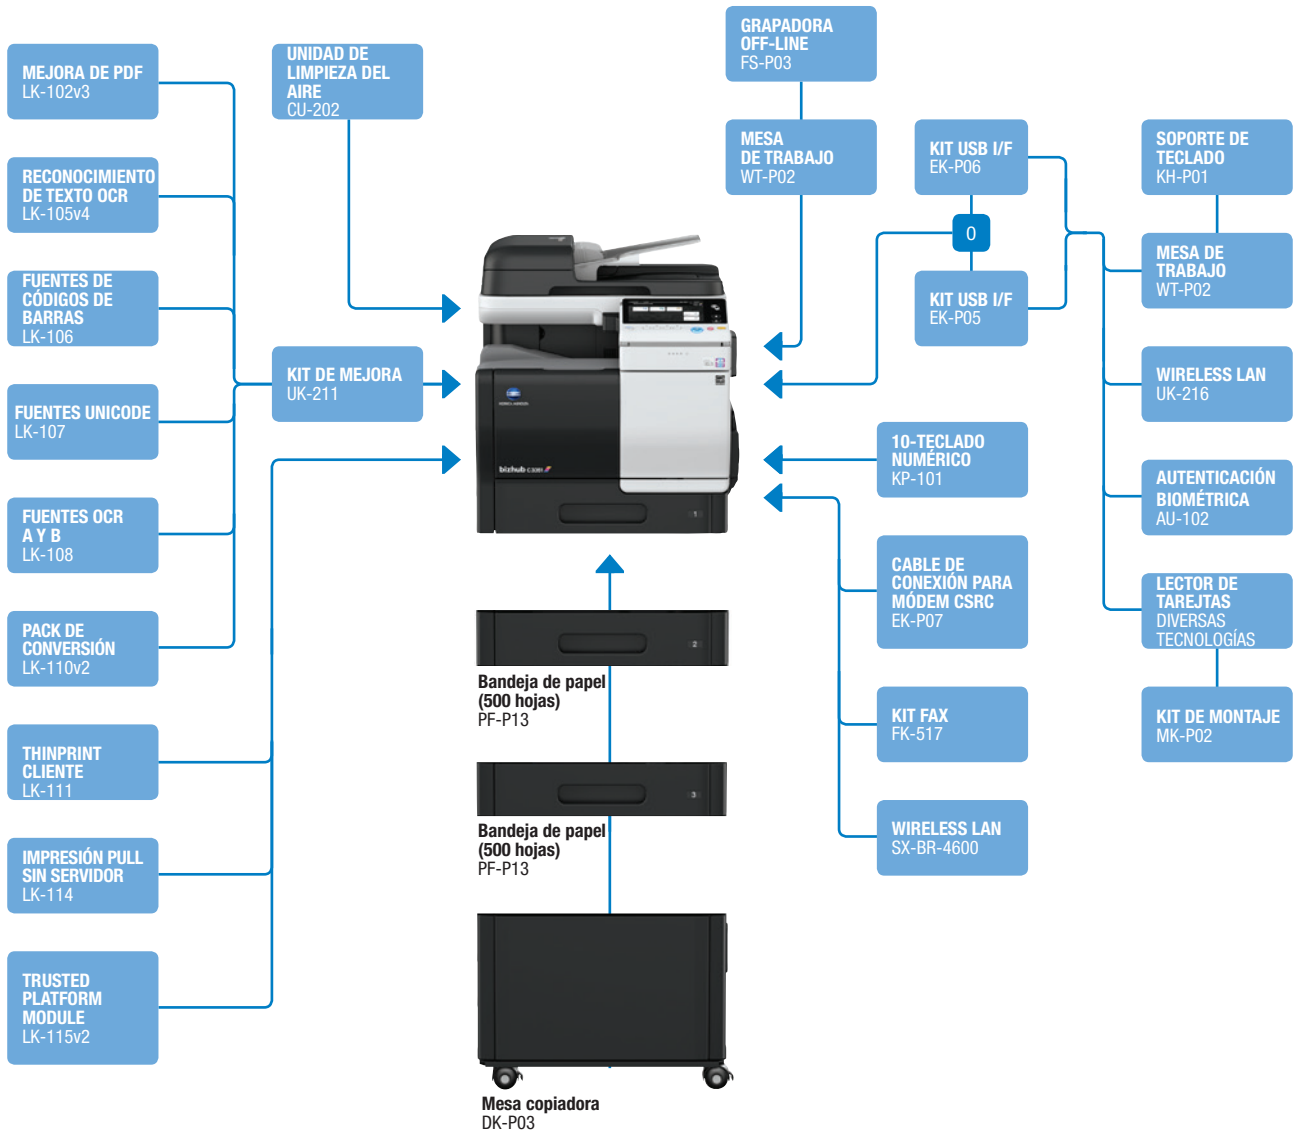 MEJORA DE PDF
LK-102v3
RECONOCIMIENTO
DE TEXTO OCR
LK-105v4
FUENTES DE
CÓDIGOS DE
BARRAS
LK-106
FUENTES UNICODE
LK-107
FUENTES OCR
A Y B
LK-108
PACK DE
CONVERSIÓN
LK-110v2
THINPRINT
CLIENTE
LK-111
IMPRESIÓN PULL
SIN SERVIDOR
LK-114
TRUSTED
PLATFORM
MODULE
LK-115v2
UNIDAD DE
LIMPIEZA DEL
AIRE
CU-202
KIT DE MEJORA
UK-211
bizhub C3351
1
2
Bandeja de papel
(500 hojas)
PF-P13
3
Bandeja de papel
(500 hojas)
PF-P13
Mesa copiadora
DK-P03
GRAPADORA
OFF-LINE
FS-P03
MESA
DE TRABAJO
WT-P02
KIT USB I/F
EK-P06
O
KIT USB I/F
EK-P05
10-TECLADO
NUMÉRICO
KP-101
CABLE DE
CONEXIÓN PARA
MÓDEM CSRC
EK-P07
KIT FAX
FK-517
WIRELESS LAN
SX-BR-4600
SOPORTE DE
TECLADO
KH-P01
MESA DE
TRABAJO
WT-P02
WIRELESS LAN
UK-216
AUTENTICACIÓN
BIOMÉTRICA
AU-102
LECTOR DE
TAREJTAS
DIVERSAS
TECNOLOGÍAS
KIT DE MONTAJE
MK-P02